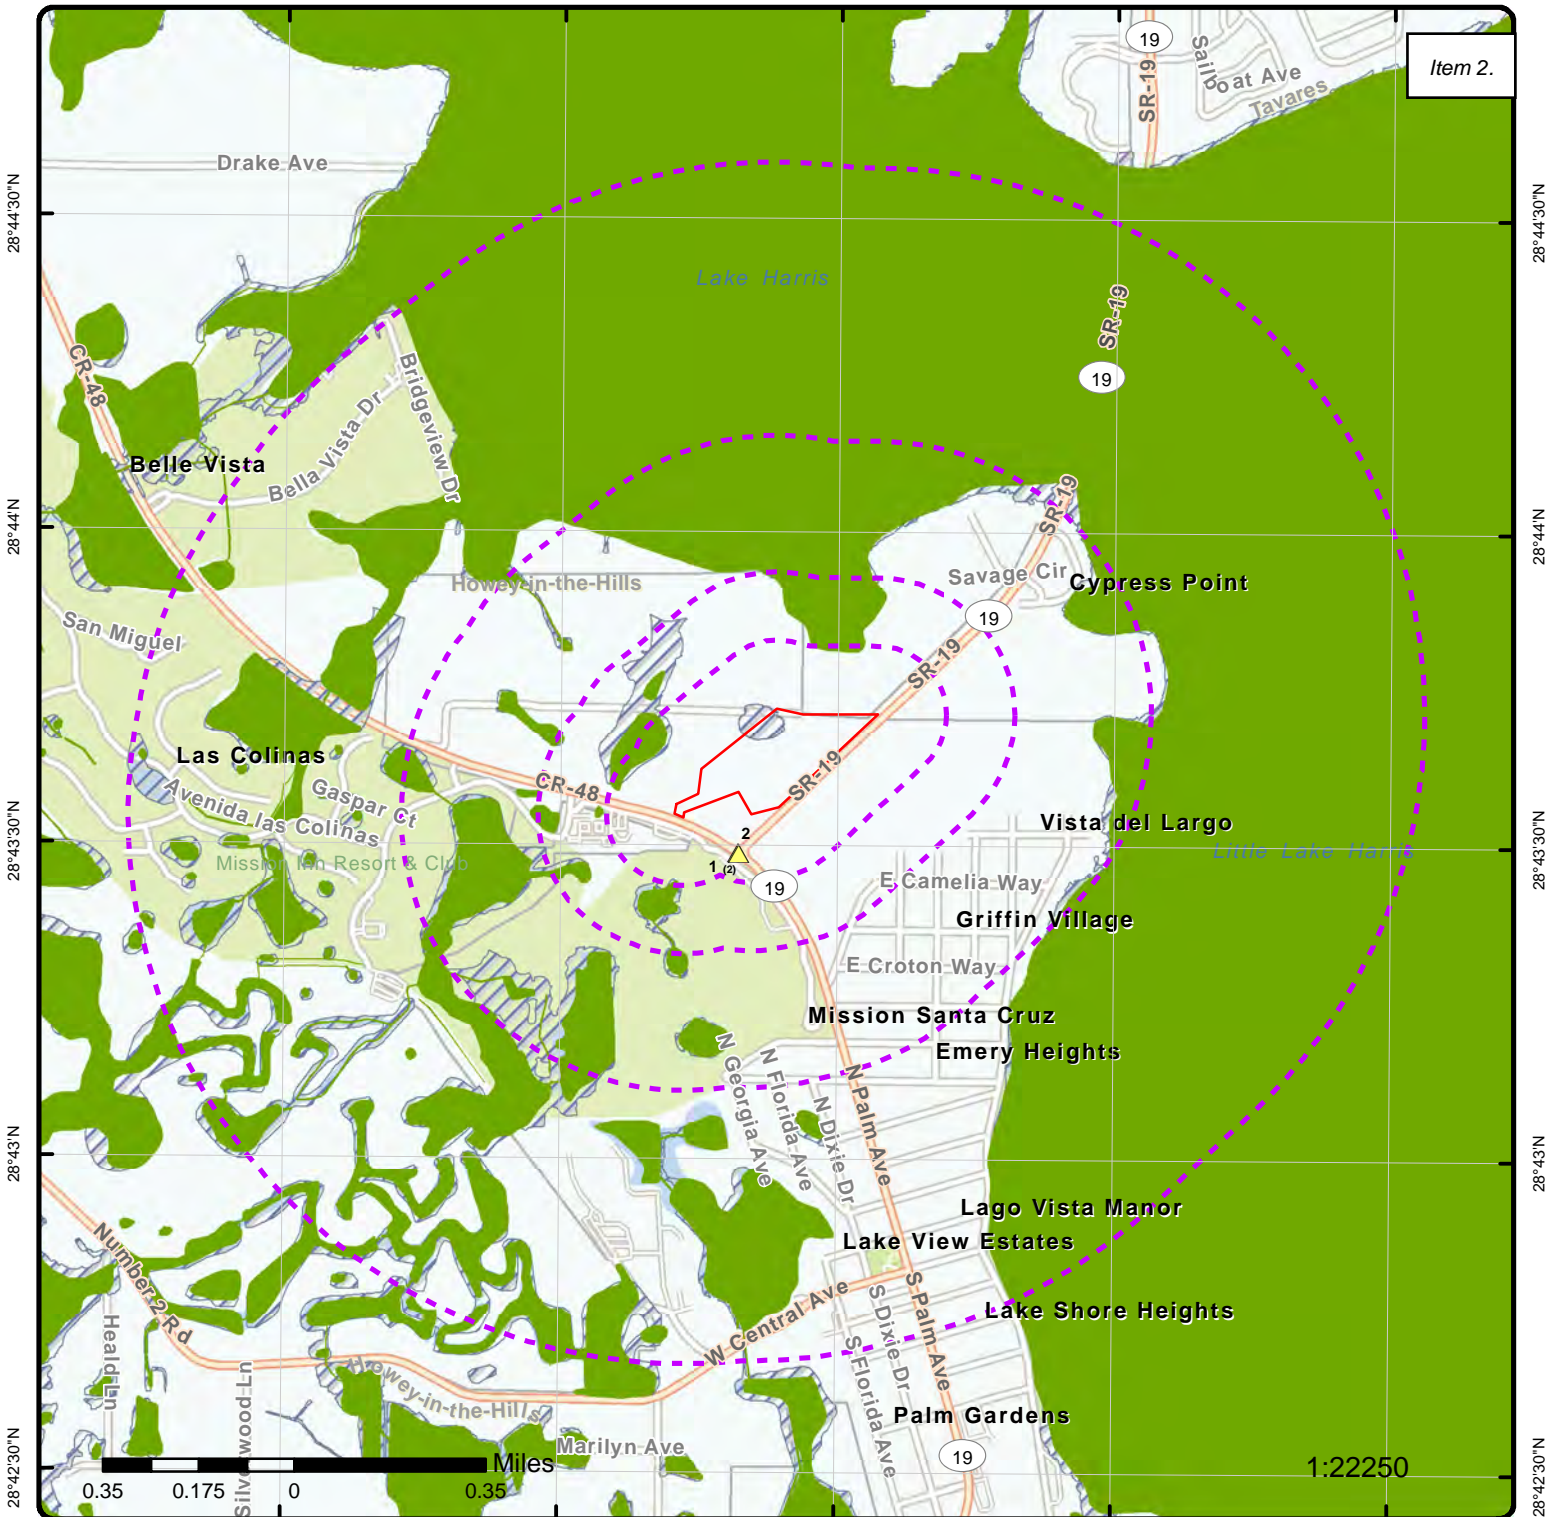 Item 2.
19
SR-19
Sailboat Ave
Tavares
Drake Ave
28°44'30"N
28°44'30"N
Lake Harris
SR-19
19
CR-48
Bridgeview Dr
Bella Vista Dr
Belle Vista
SR-19
28°44'N
28°44'N
Howey-in-the-Hills
Savage Cir
Cypress Point
19
San Miguel
SR-19
Las Colinas
CR-48
SR-19
Gaspar Ct
Avenida las Colinas
Vista del Largo
28°43'30"N
28°43'30"N
2
Mission Inn Resort & Club
Little Lake Harris
1 (2)
19
E Camelia Way
Griffin Village
E Croton Way
Mission Santa Cruz
Emery Heights
N Georgia Ave
N Florida Ave
N Dixie Dr
N Palm Ave
28°43'N
28°43'N
Lago Vista Manor
Lake View Estates
Number 2 Rd
W Central Ave
S Dixie Dr
S Palm Ave
Lake Shore Heights
Heald Ln
Silverwood Ln
Howey-in-the-Hills
S Florida Ave
Palm Gardens
Marilyn Ave
19
28°42'30"N
28°42'30"N
Miles
1:22250
0.35 0.175 0 0.35